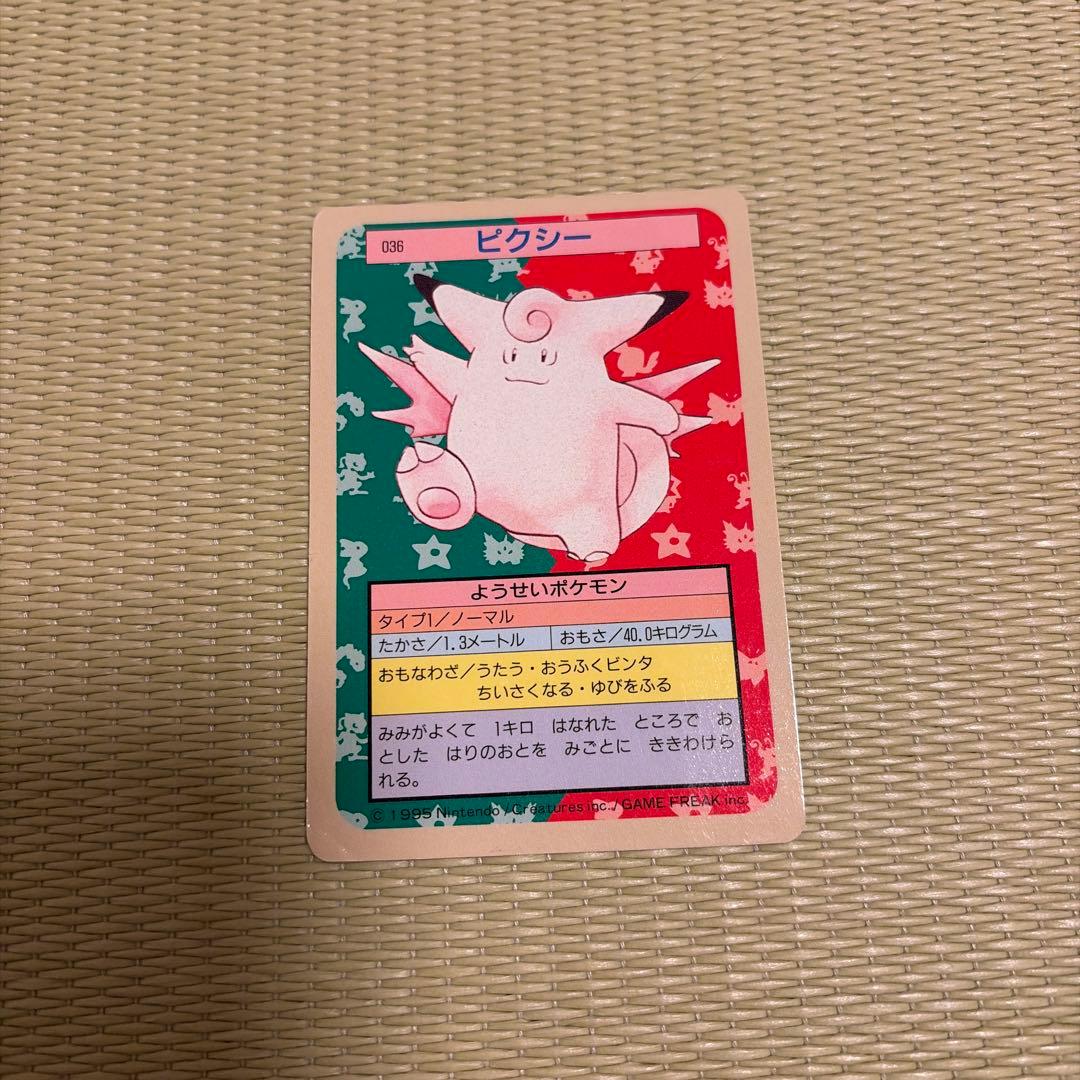 036 ピクシー
ようせいポケモン
タイプ1／ノーマル
たかさ／1.3メートル おもさ／40.0キログラム
おもなわざ／うたう・おうふくビンタ
ちいさくなる・ゆびをふる
みみがよくて 1キロ はなれた ところで お
とした はりのおとを みごとに ききわけら
れる。
© 1995 Nintendo / Creatures inc. / GAME FREAK inc.